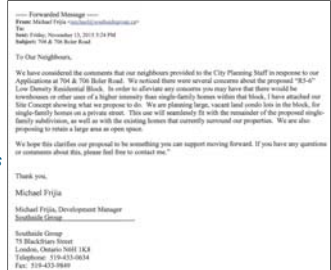 ----- Forwarded Message -----
From: Michael Frijia
To:
Sent: Friday, November 13, 2015 3:24 PM
Subject: 704 & 706 Boler Road
To Our Neighbours,
We have considered the comments that our neighbours provided to the City Planning Staff in response to our
Applications at 704 & 706 Boler Road. We noticed there were several concerns about the proposed "R5-6"
Low Density Residential Block. In order to alleviate any concerns you may have that there would be
townhouses or other uses of a higher intensity than single-family homes within that block, I have attached our
Site Concept showing what we propose to do. We are planning large, vacant land condo lots in the block, for
single-family homes on a private street. This use will seamlessly fit with the remainder of the proposed single-
family subdivision, as well as with the existing homes that currently surround our properties. We are also
proposing to retain a large area as open space.
We hope this clarifies our proposal to be something you can support moving forward. If you have any questions
or comments about this, please feel free to contact me."
Thank you,
Michael Frijia
Michael Frijia, Development Manager
Southside Group
Southside Group
75 Blackfriars Street
London, Ontario N6H 1K8
Telephone: 519-433-0634
Fax: 519-433-9849